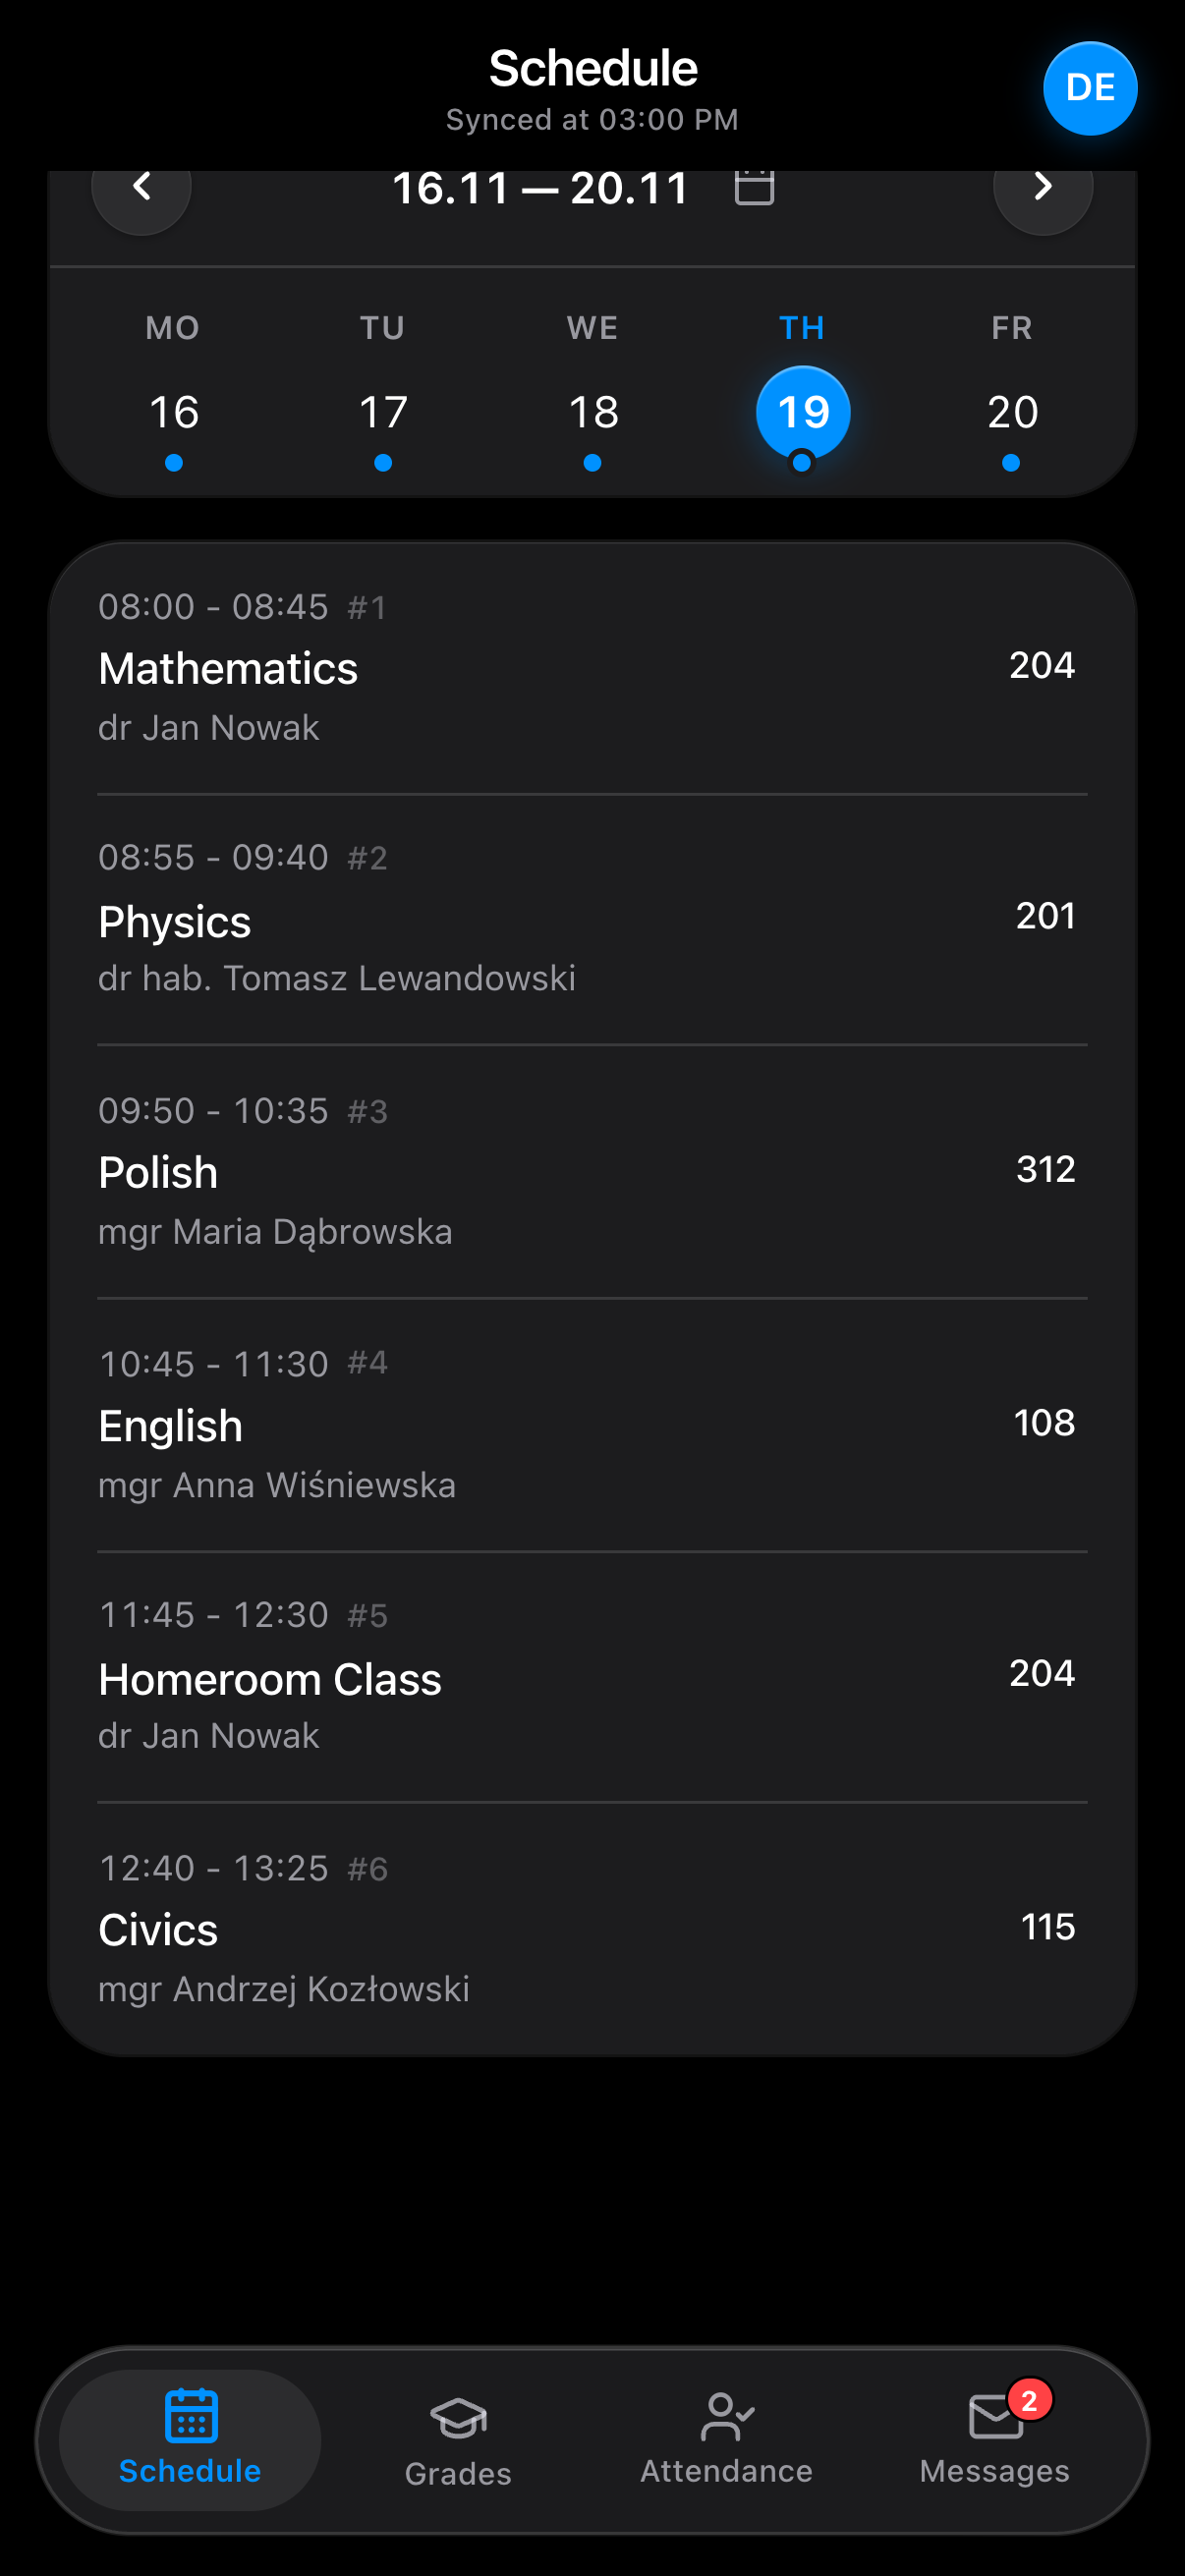 Schedule
Synced at 03:00 PM
DE
16.11 — 20.11
MO TU WE TH FR
16 17 18 19 20
08:00 - 08:45 #1
Mathematics 204
dr Jan Nowak
08:55 - 09:40 #2
Physics 201
dr hab. Tomasz Lewandowski
09:50 - 10:35 #3
Polish 312
mgr Maria Dąbrowska
10:45 - 11:30 #4
English 108
mgr Anna Wiśniewska
11:45 - 12:30 #5
Homeroom Class 204
dr Jan Nowak
12:40 - 13:25 #6
Civics 115
mgr Andrzej Kozłowski
2
Schedule Grades Attendance Messages